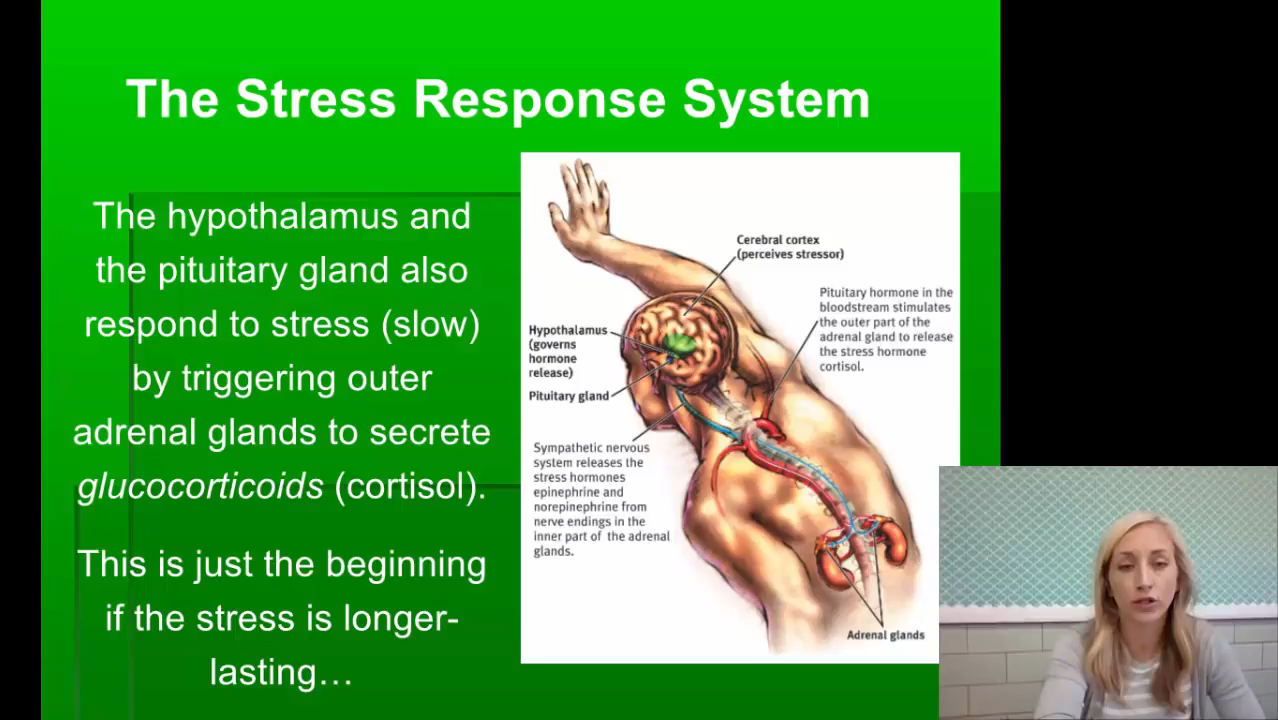 The Stress Response System
The hypothalamus and
the pituitary gland also
respond to stress (slow)
by triggering outer
adrenal glands to secrete
glucocorticoids (cortisol).
This is just the beginning
if the stress is longer-
lasting…
Cerebral cortex
(perceives stressor)
Pituitary hormone in the
bloodstream stimulates
the outer part of the
adrenal gland to release
the stress hormone
cortisol.
Hypothalamus
(governs
hormone
release)
Pituitary gland
Sympathetic nervous
system releases the
stress hormones
epinephrine and
norepinephrine from
nerve endings in the
inner part of the adrenal
glands.
Adrenal glands